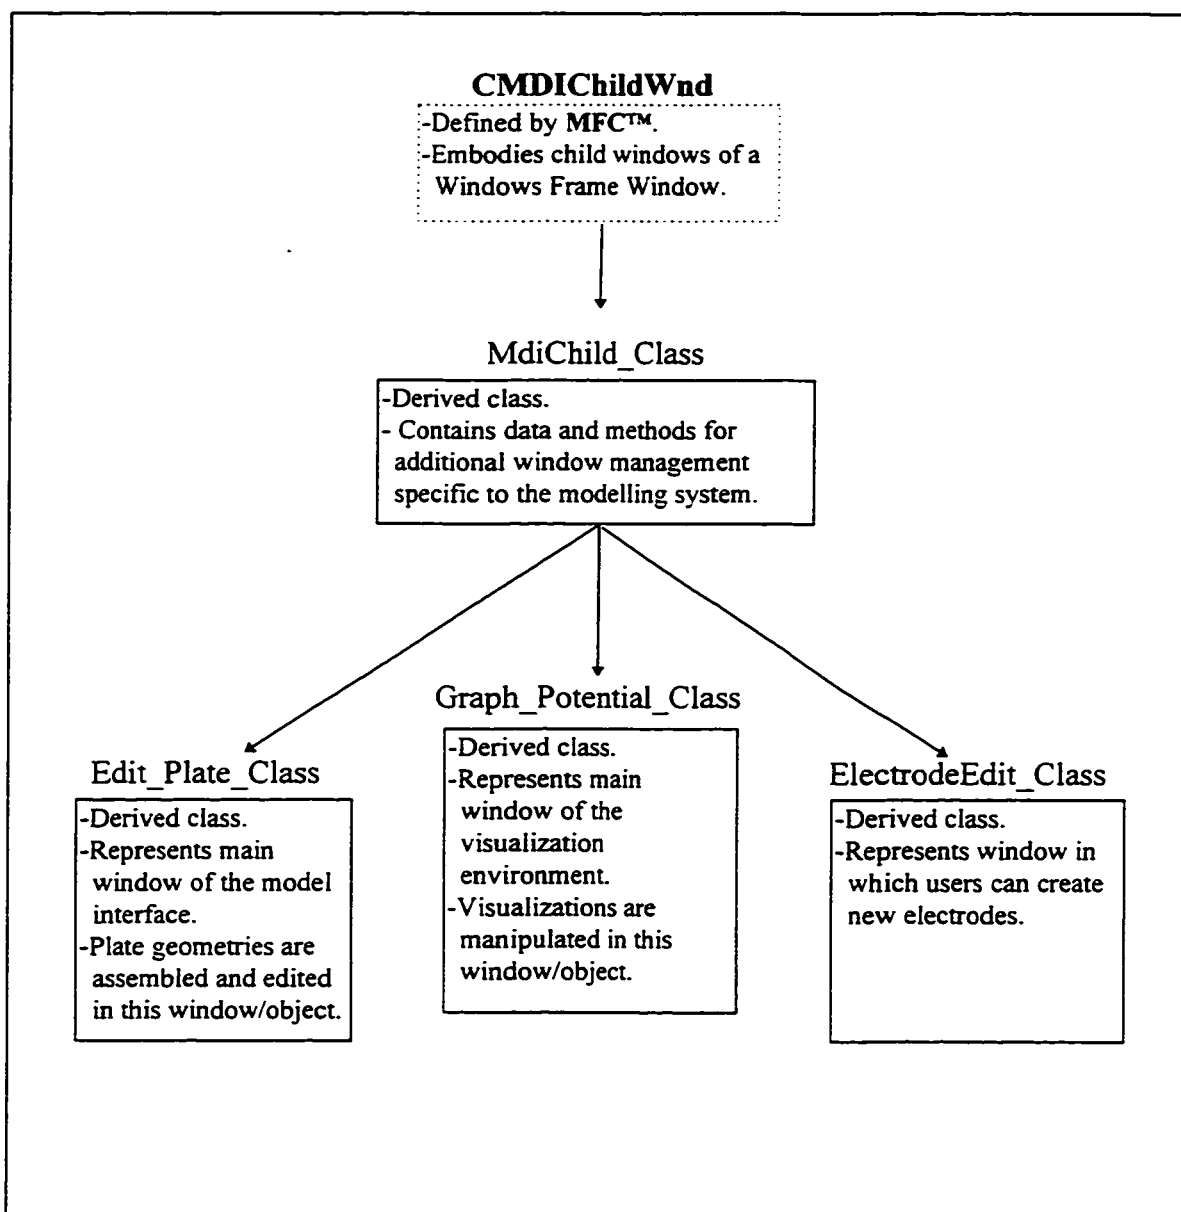 CMDIChildWnd
-Defined by MFC™.
-Embodies child windows of a
Windows Frame Window.
MdiChild_Class
-Derived class.
- Contains data and methods for
additional window management
specific to the modelling system.
Edit_Plate_Class
-Derived class.
-Represents main
window of the model
interface.
-Plate geometries are
assembled and edited
in this window/object.
Graph_Potential_Class
-Derived class.
-Represents main
window of the
visualization
environment.
-Visualizations are
manipulated in this
window/object.
ElectrodeEdit_Class
-Derived class.
-Represents window in
which users can create
new electrodes.